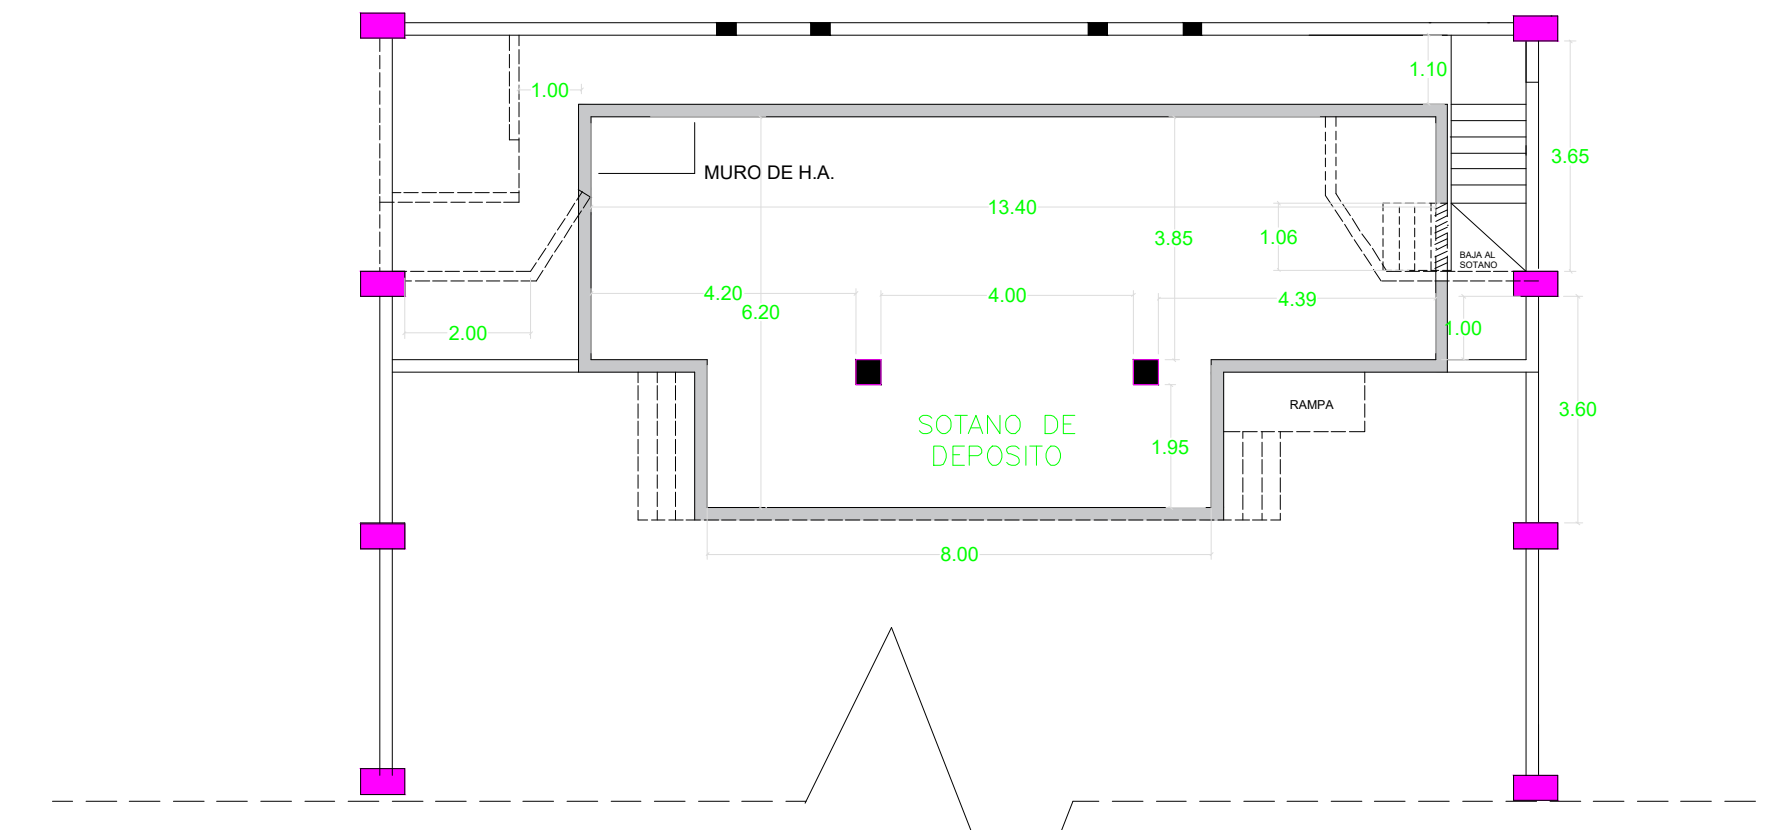 1.10
1.00
3.65
MURO DE H.A.
13.40
3.85
1.06
BAJA AL
SOTANO
4.20
4.00
4.39
6.20
2.00
1.00
RAMPA
3.60
SOTANO DE
DEPOSITO
1.95
8.00